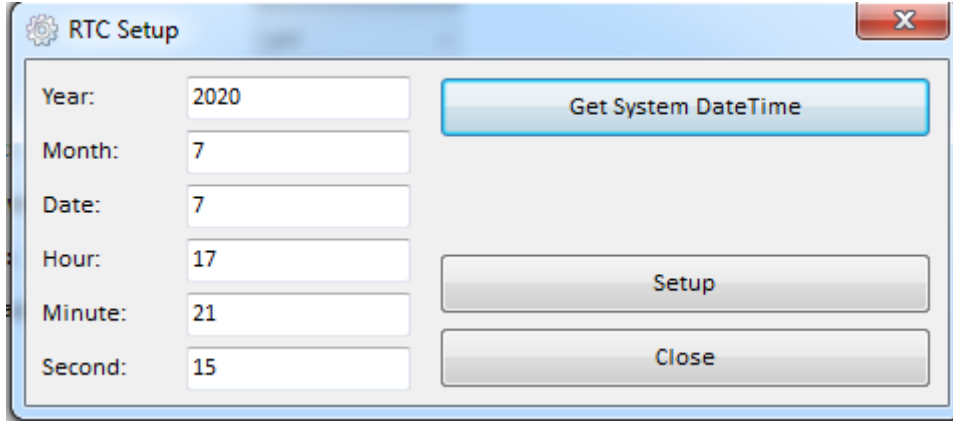 RTC Setup
Year: 2020
Get System DateTime
Month: 7
Date: 7
Hour: 17
Setup
Minute: 21
Close
Second: 15